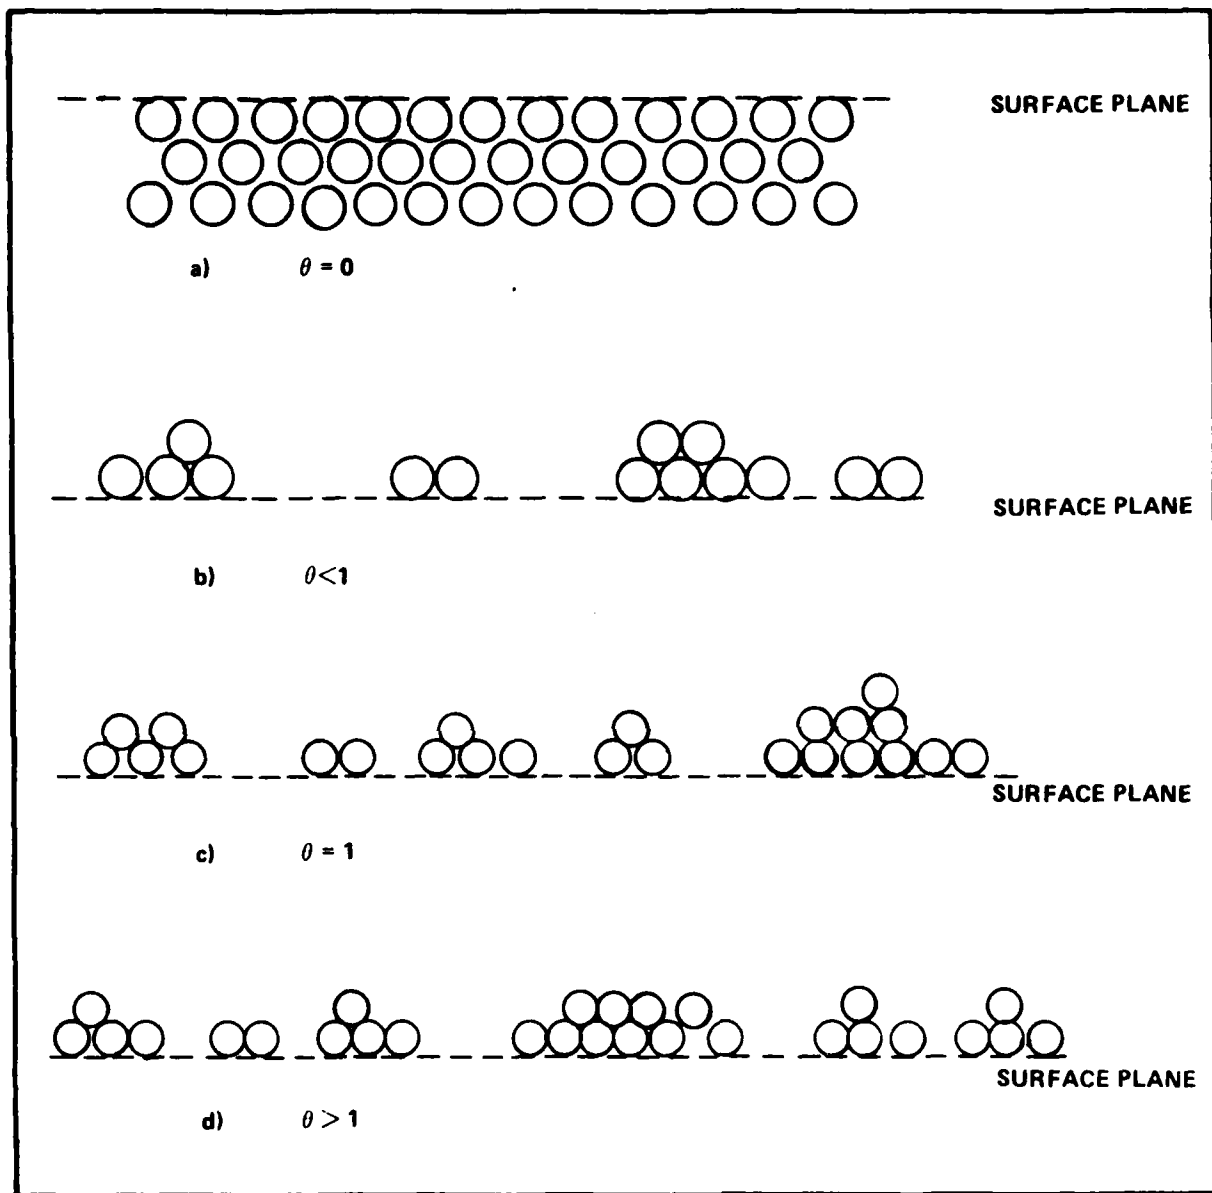 SURFACE PLANE
a) θ = 0
SURFACE PLANE
b) θ<1
SURFACE PLANE
c) θ = 1
SURFACE PLANE
d) θ > 1